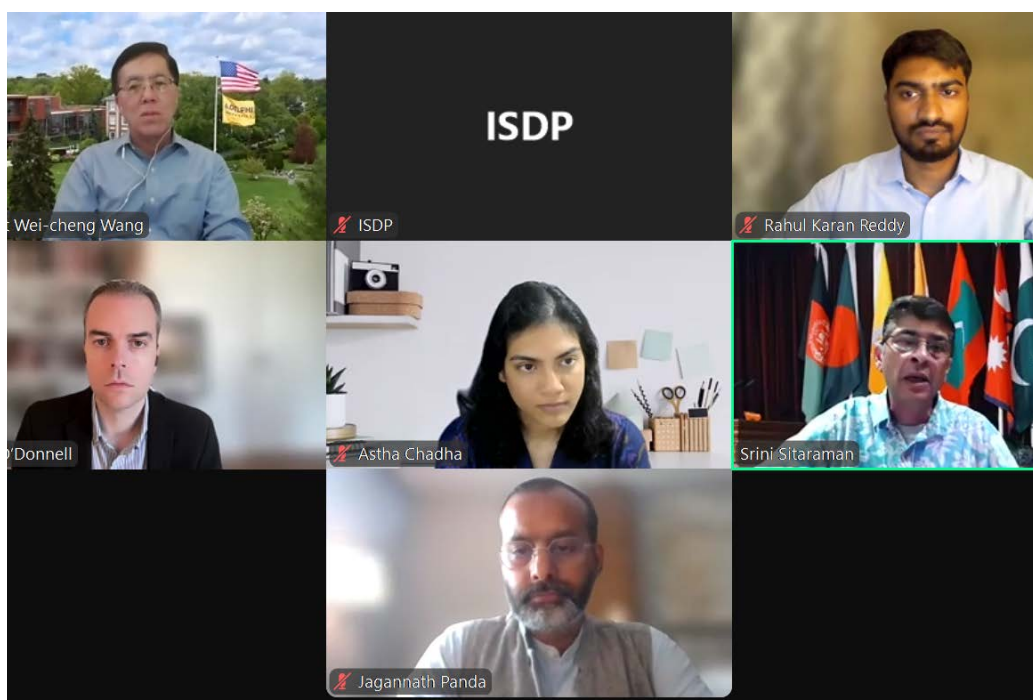 t Wei-cheng Wang
ISDP
ISDP
Rahul Karan Reddy
O'Donnell
Astha Chadha
Srini Sitaraman
Jagannath Panda